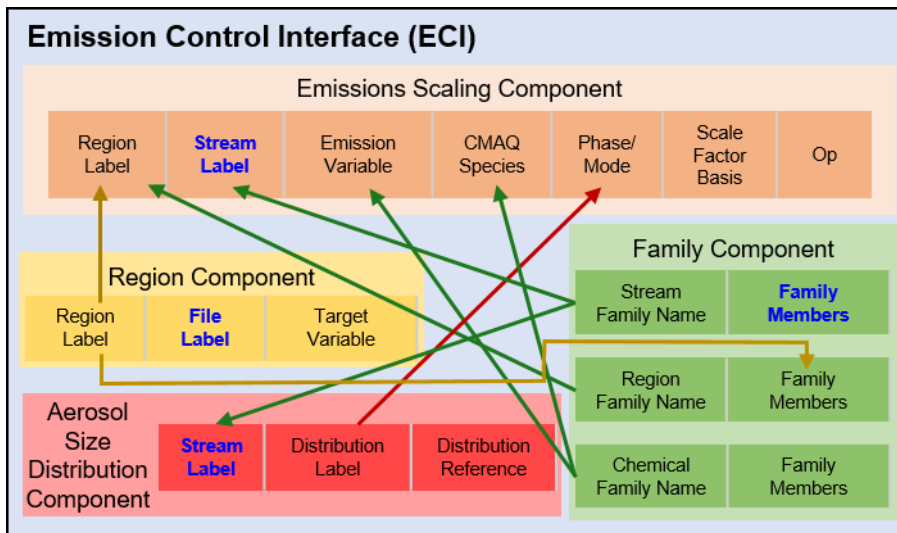 Emission Control Interface (ECI)
Emissions Scaling Component
Region
Label
Stream
Label
Emission
Variable
CMAQ
Species
Phase/
Mode
Scale
Factor
Basis
Op
Region Component
Region
Label
File
Label
Target
Variable
Family Component
Stream
Family Name
Family
Members
Region
Family Name
Family
Members
Chemical
Family Name
Family
Members
Aerosol
Size
Distribution
Component
Stream
Label
Distribution
Label
Distribution
Reference